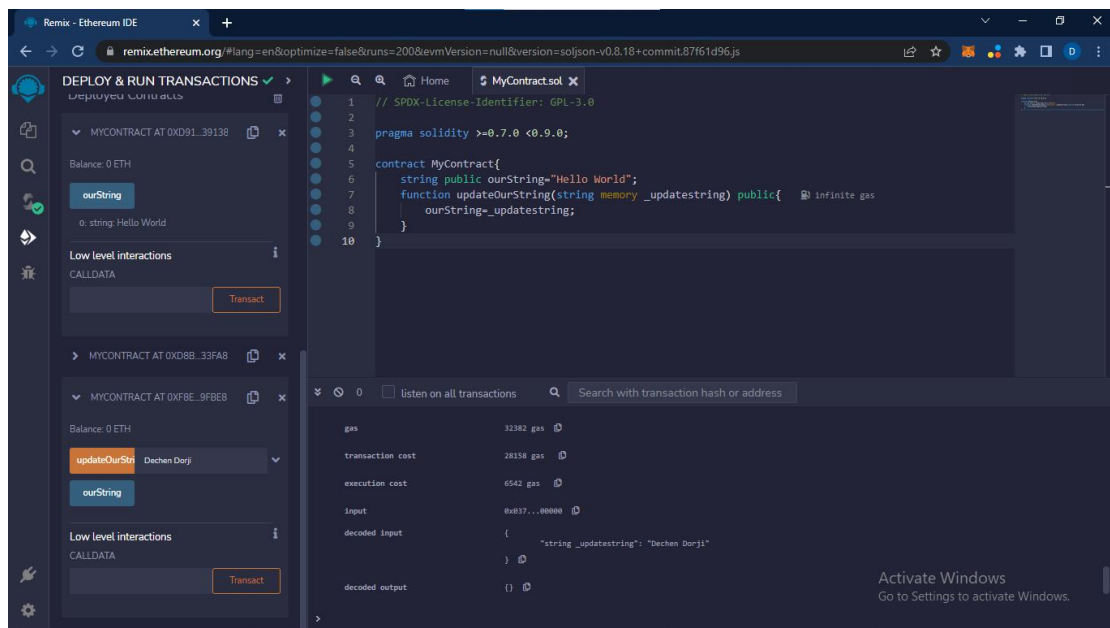 Remix - Ethereum IDE
remix.ethereum.org/#lang=en&optimize=false&runs=200&evmVersion=null&version=soljson-v0.8.18+commit.87f61d96.js
D
DEPLOY & RUN TRANSACTIONS
Deployed Contracts
MYCONTRACT AT 0XD91...39138
Balance: 0 ETH
ourString
0: string: Hello World
Low level interactions
i
CALLDATA
Transact
MYCONTRACT AT 0XD8B...33FA8
MYCONTRACT AT 0XF8E...9FBE8
Balance: 0 ETH
updateOurStri
Dechen Dorji
ourString
Low level interactions
i
CALLDATA
Transact
Home
MyContract.sol
1 // SPDX-License-Identifier: GPL-3.0
2
3 pragma solidity >=0.7.0 <0.9.0;
4
5 contract MyContract{
6 string public ourString="Hello World";
7 function updateOurString(string memory _updatestring) public{ infinite gas
8 ourString=_updatestring;
9 }
10 }
0 listen on all transactions Search with transaction hash or address
gas 32382 gas
transaction cost 28158 gas
execution cost 6542 gas
input 0x037...00000
decoded input {
"string _updatestring": "Dechen Dorji"
}
decoded output {}
>
Activate Windows
Go to Settings to activate Windows.